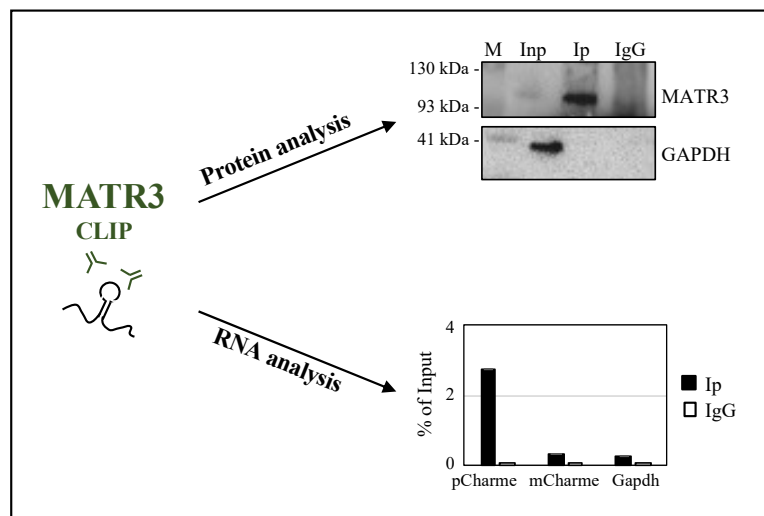 M Inp Ip IgG
130 kDa -
93 kDa -
MATR3
41 kDa -
GAPDH
Protein analysis
MATR3
CLIP
RNA analysis
% of Input
4
2
0
pCharme mCharme Gapdh
Ip
IgG